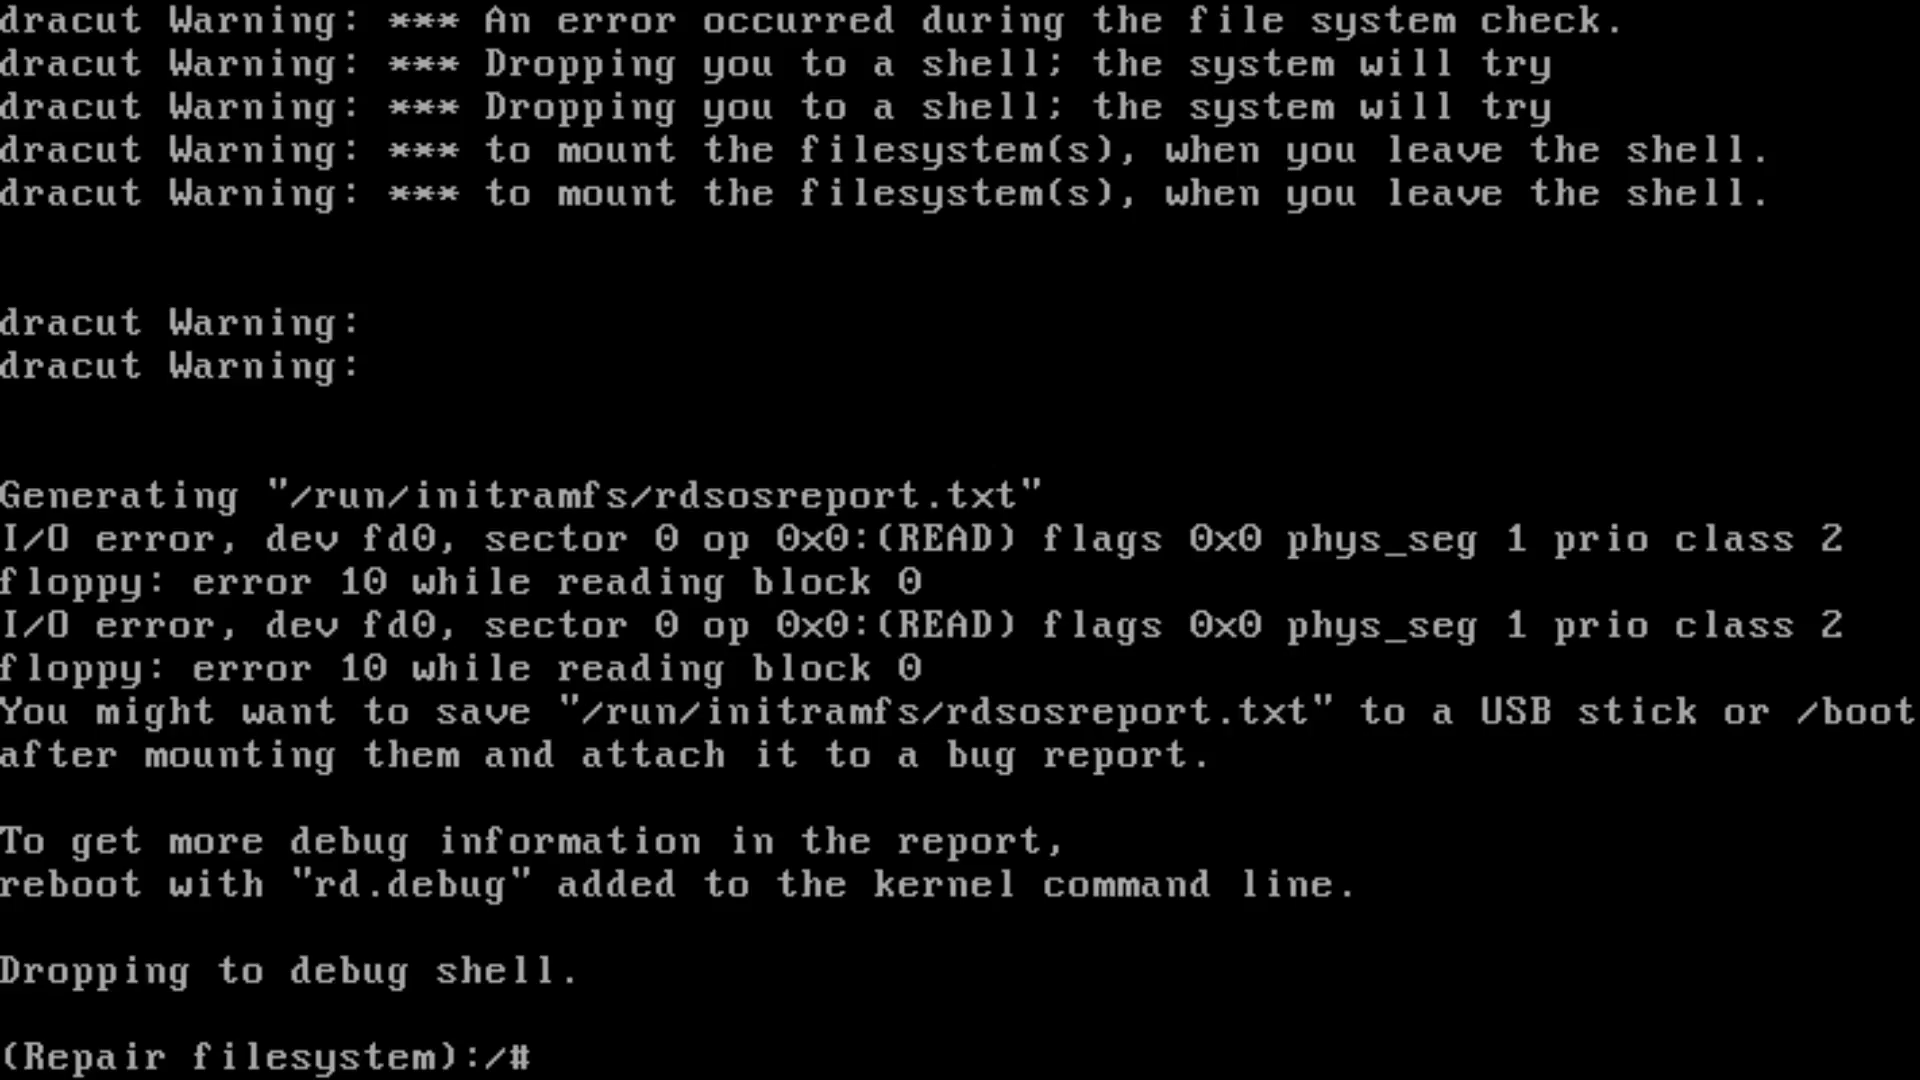 dracut Warning: *** An error occurred during the file system check.
dracut Warning: *** Dropping you to a shell; the system will try
dracut Warning: *** Dropping you to a shell; the system will try
dracut Warning: *** to mount the filesystem(s), when you leave the shell.
dracut Warning: *** to mount the filesystem(s), when you leave the shell.
dracut Warning:
dracut Warning:
Generating "/run/initramfs/rdsosreport.txt"
I/O error, dev fd0, sector 0 op 0x0:(READ) flags 0x0 phys_seg 1 prio class 2
floppy: error 10 while reading block 0
I/O error, dev fd0, sector 0 op 0x0:(READ) flags 0x0 phys_seg 1 prio class 2
floppy: error 10 while reading block 0
You might want to save "/run/initramfs/rdsosreport.txt" to a USB stick or /boot
after mounting them and attach it to a bug report.
To get more debug information in the report,
reboot with "rd.debug" added to the kernel command line.
Dropping to debug shell.
(Repair filesystem):/#